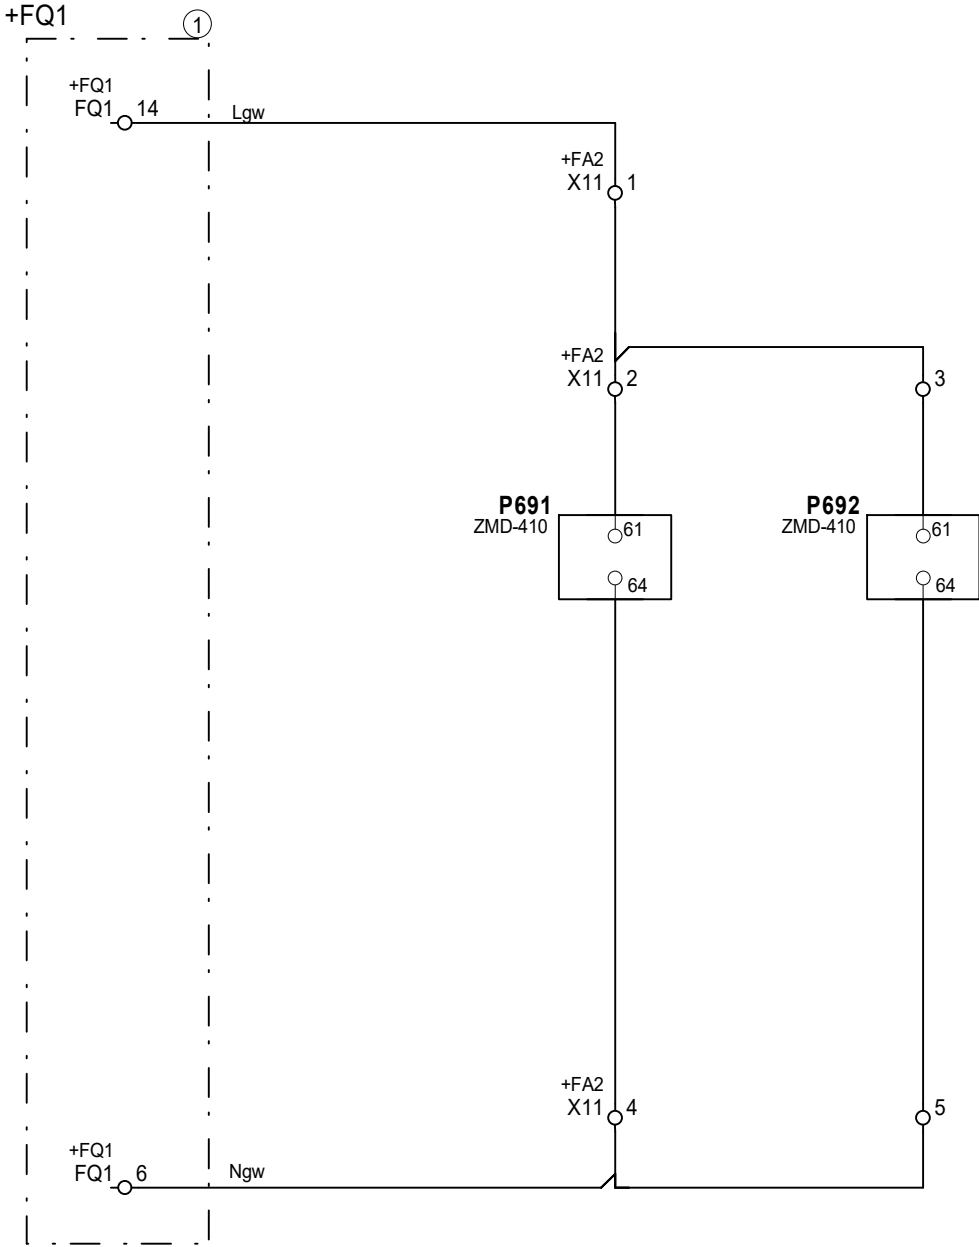 +FQ1
1
+FQ1
FQ1 14
Lgw
+FA2
X11 1
+FA2
X11 2
3
P691
ZMD-410
61
64
P692
ZMD-410
61
64
+FA2
X11 4
5
+FQ1
FQ1 6
Ngw